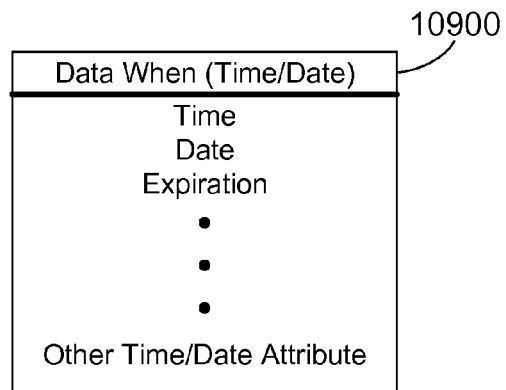 10900
Data When (Time/Date)
Time
Date
Expiration
•
•
•
Other Time/Date Attribute